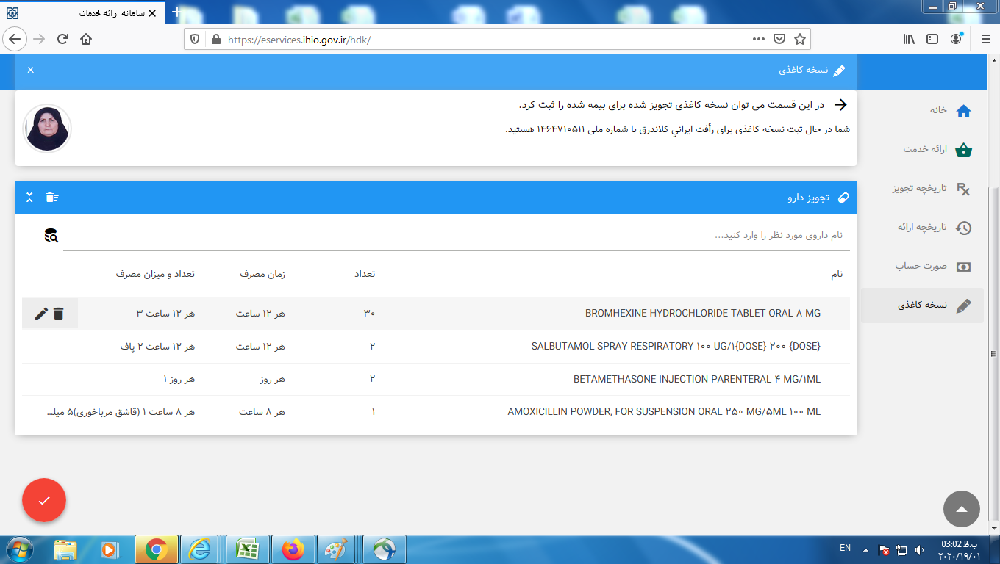 سامانه ارائه خدمات
https://eservices.ihio.gov.ir/hdk/
نسخه کاغذی
در این قسمت می توان نسخه کاغذی تجویز شده برای بیمه شده را ثبت کرد.
شما در حال ثبت نسخه کاغذی برای رأفت ايراني كلاندرق با شماره ملی ۱۴۶۴۷۱۰۵۱۱ هستید.
خانه
ارائه خدمت
تاریخچه تجویز
تاریخچه ارائه
صورت حساب
نسخه کاغذی
تجویز دارو
نام داروی مورد نظر را وارد کنید...
نام تعداد زمان مصرف تعداد و میزان مصرف
BROMHEXINE HYDROCHLORIDE TABLET ORAL ۸ MG ۳۰ هر ۱۲ ساعت هر ۱۲ ساعت ۳
SALBUTAMOL SPRAY RESPIRATORY ۱۰۰ UG/۱{DOSE} ۲۰۰ {DOSE} ۲ هر ۱۲ ساعت هر ۱۲ ساعت ۲ پاف
BETAMETHASONE INJECTION PARENTERAL ۴ MG/۱ML ۲ هر روز هر روز ۱
AMOXICILLIN POWDER, FOR SUSPENSION ORAL ۲۵۰ MG/۵ML ۱۰۰ ML ۱ هر ۸ ساعت هر ۸ ساعت ۱ (قاشق مرباخوری)۵ میلـ...
EN
03:02 ب.ظ
۲۰۲۰/۱۹/۰۱